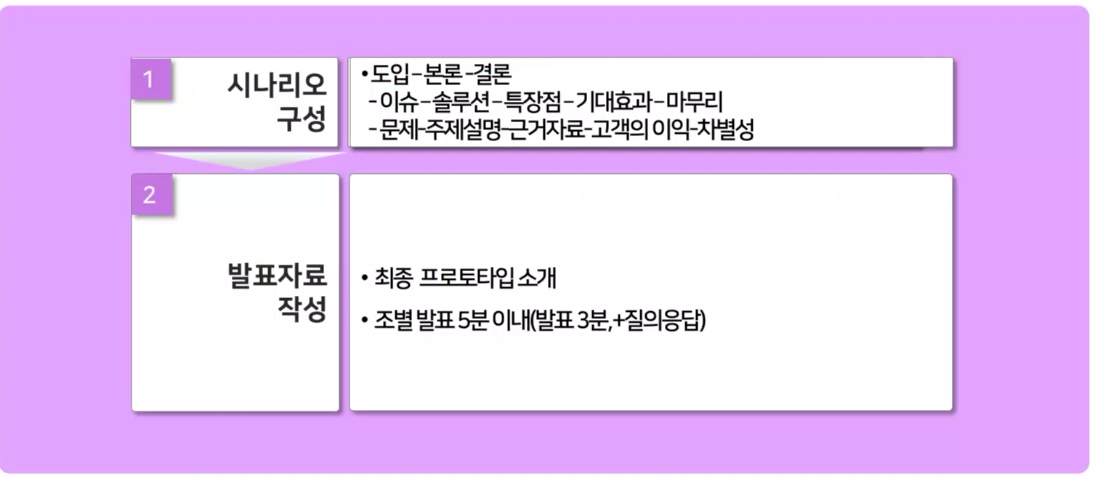 1
시나리오
구성
•도입–본론-결론
-이슈–솔루션–특장점–기대효과–마무리
-문제-주제설명-근거자료-고객의 이익-차별성
2
발표자료
작성
• 최종 프로토타입 소개
• 조별 발표 5분 이내(발표 3분,+질의응답)